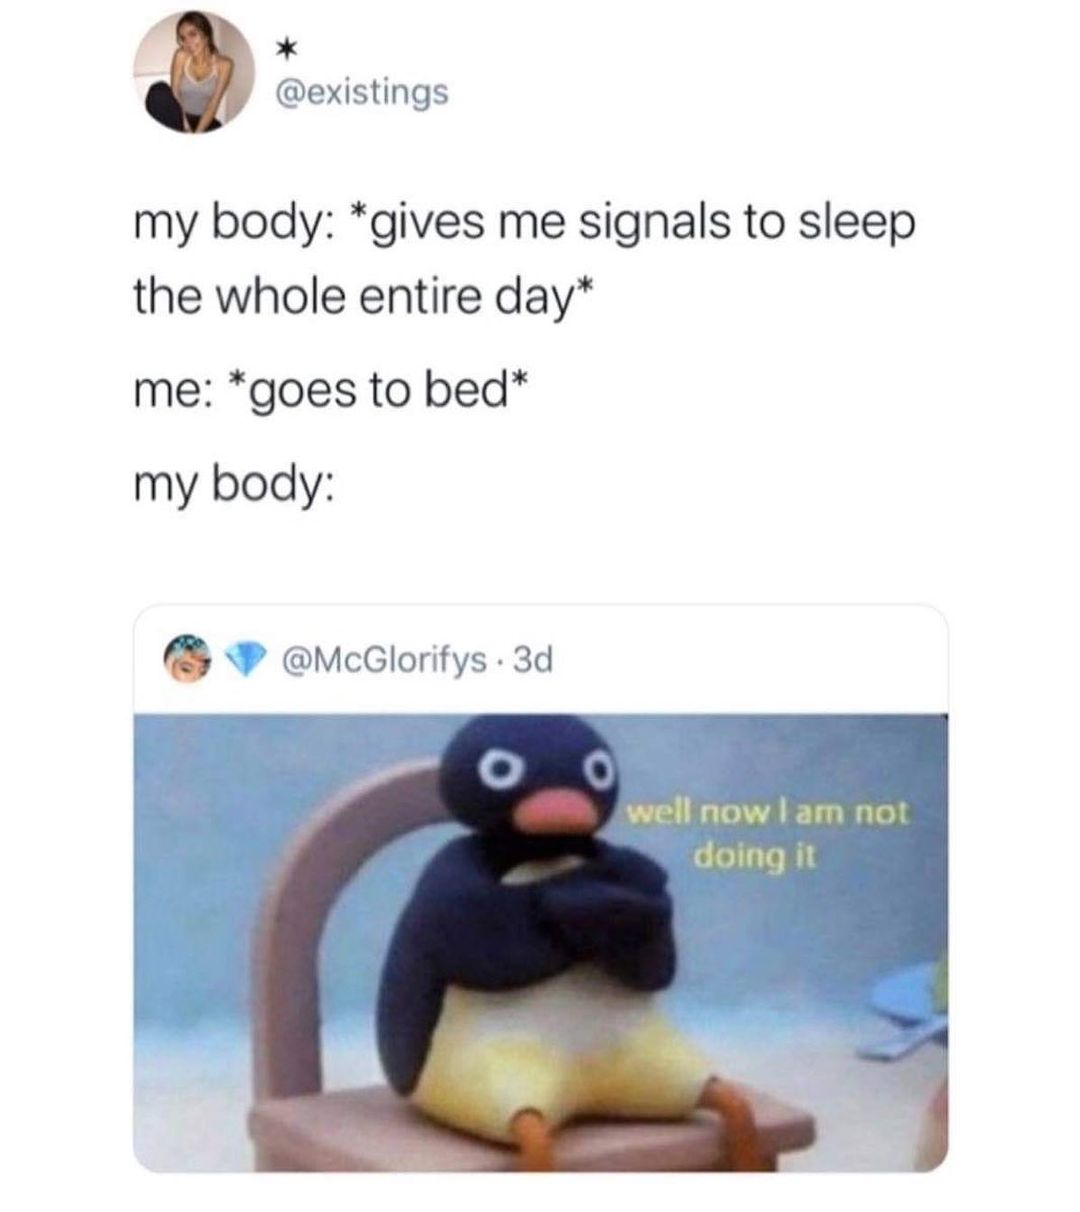 *
@existings
my body: *gives me signals to sleep
the whole entire day*
me: *goes to bed*
my body:
@McGlorifys · 3d
well now I am not
doing it